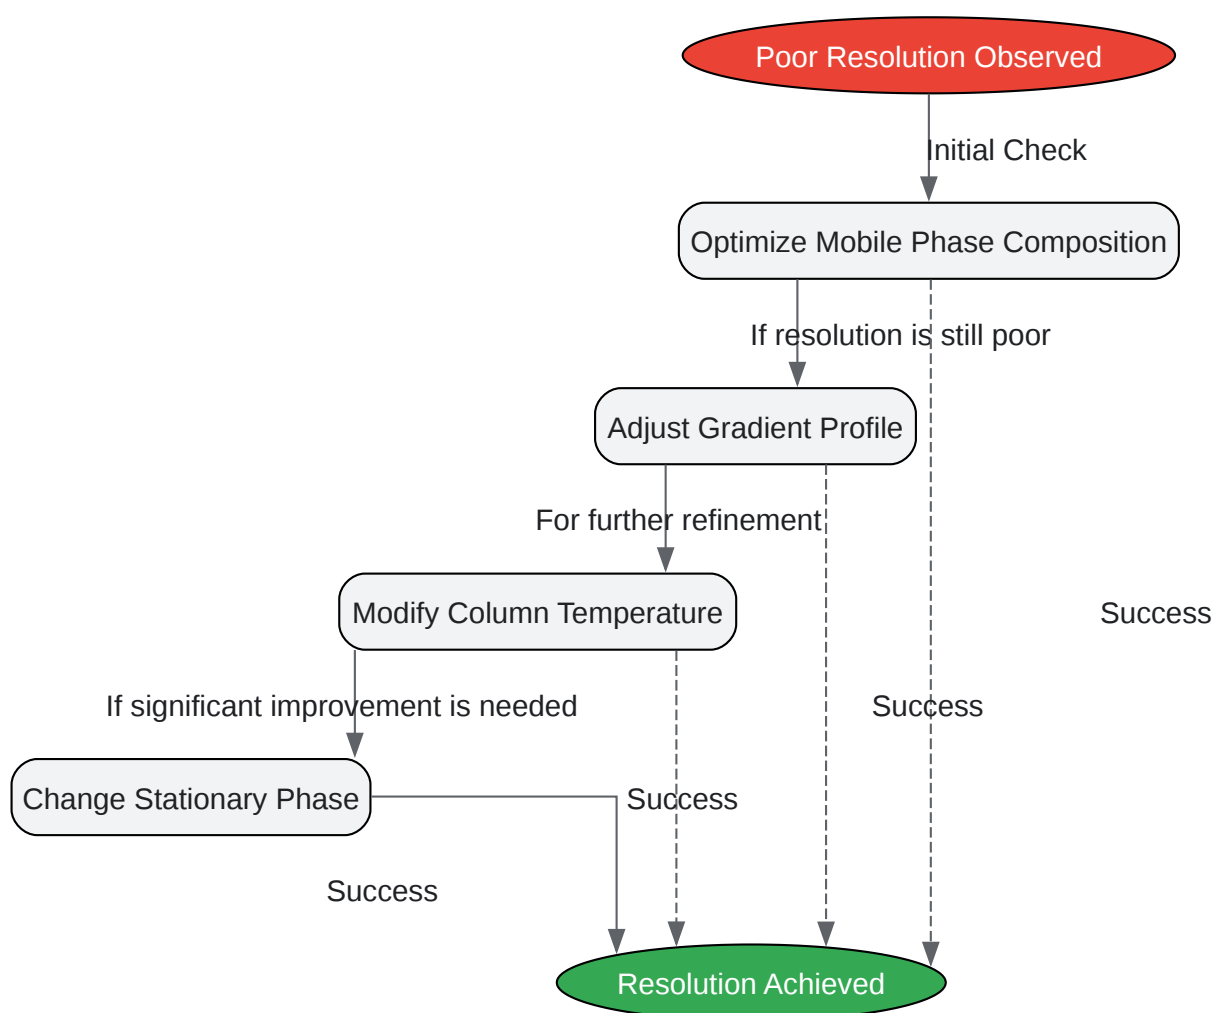 Poor Resolution Observed
Initial Check
Optimize Mobile Phase Composition
If resolution is still poor
Adjust Gradient Profile
For further refinement
Modify Column Temperature
Success
If significant improvement is needed
Success
Change Stationary Phase
Success
Success
Resolution Achieved